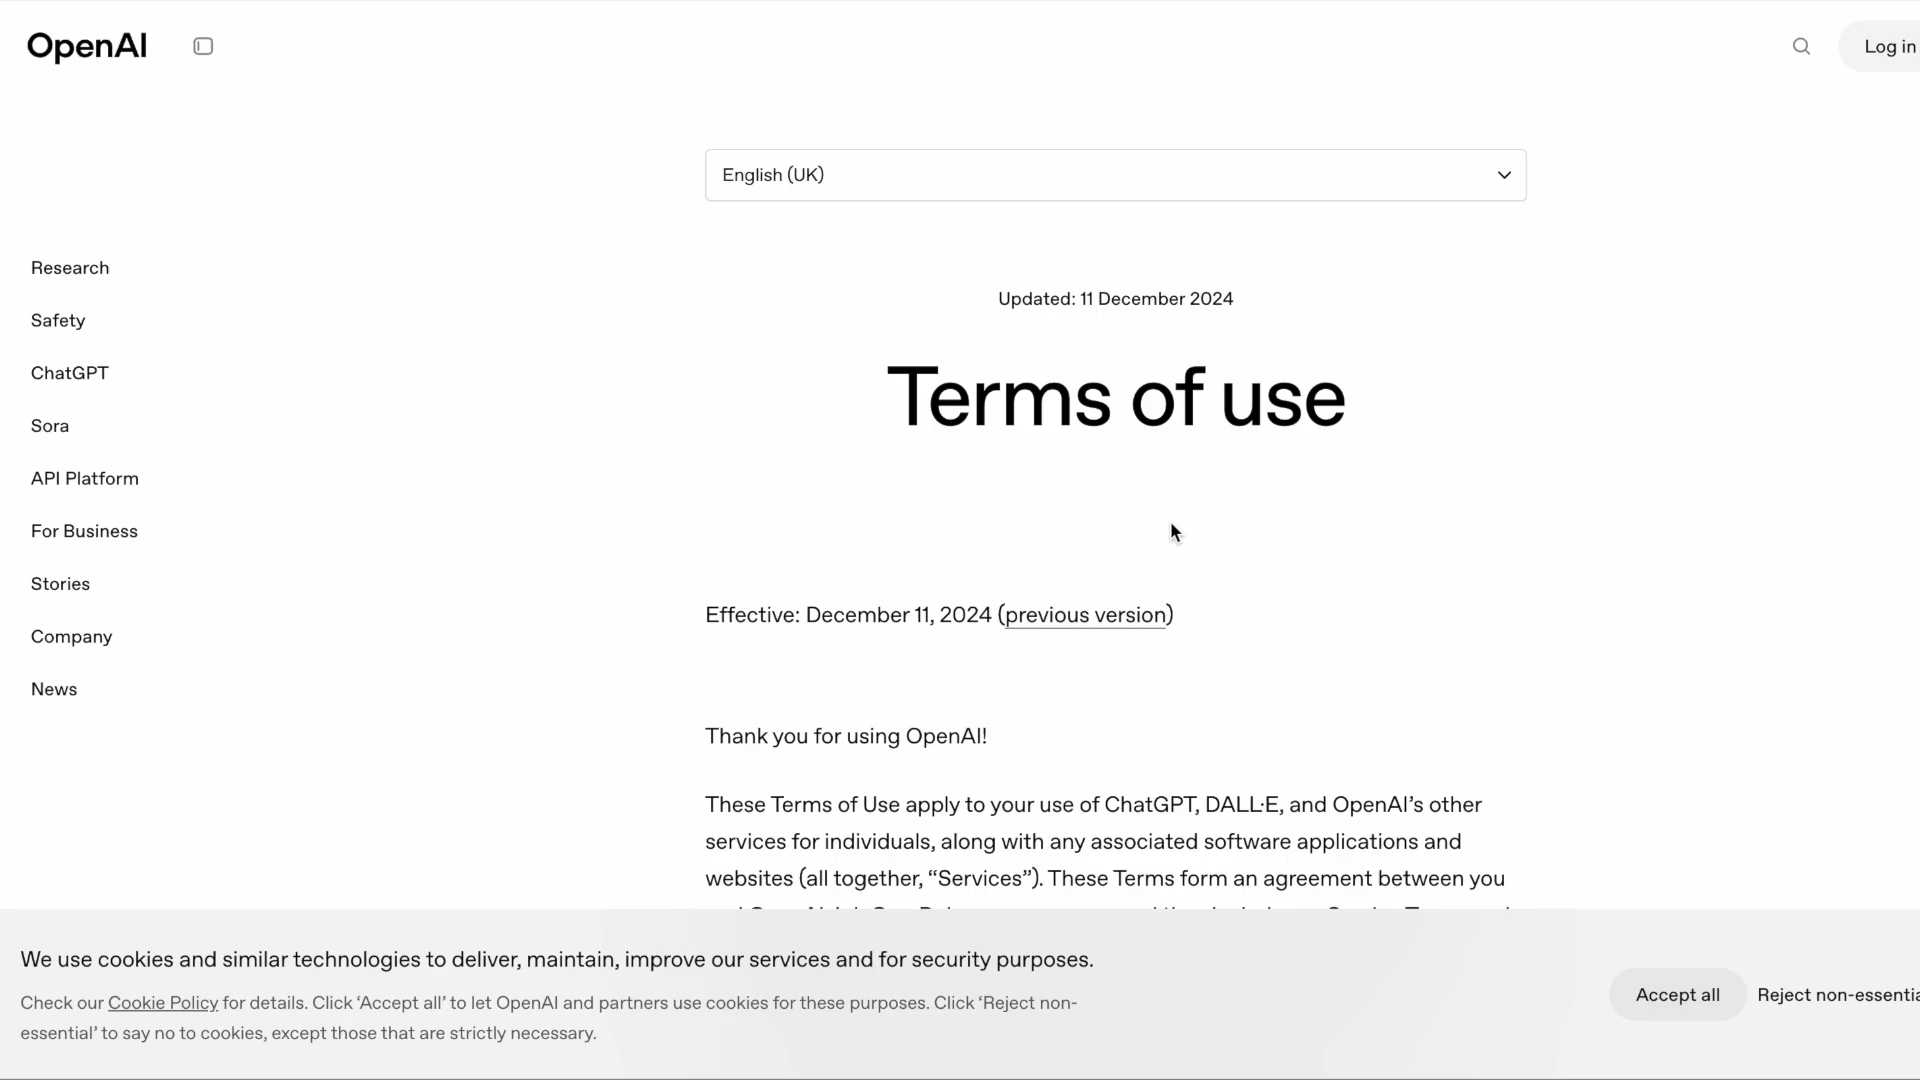 OpenAI
Log in
English (UK)
Research
Safety
ChatGPT
Sora
API Platform
For Business
Stories
Company
News
Updated: 11 December 2024
Terms of use
Effective: December 11, 2024 (previous version)
Thank you for using OpenAI!
These Terms of Use apply to your use of ChatGPT, DALL·E, and OpenAI’s other
services for individuals, along with any associated software applications and
websites (all together, “Services”). These Terms form an agreement between you
We use cookies and similar technologies to deliver, maintain, improve our services and for security purposes.
Check our Cookie Policy for details. Click ‘Accept all’ to let OpenAI and partners use cookies for these purposes. Click ‘Reject non-
essential’ to say no to cookies, except those that are strictly necessary.
Accept all
Reject non-essentia